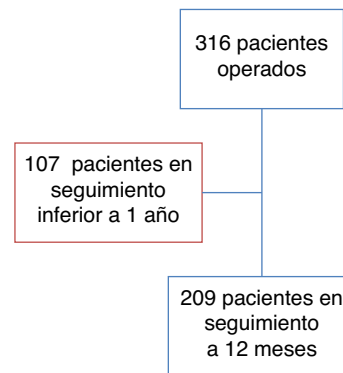 316 pacientes
operados
107 pacientes en
seguimiento
inferior a 1 año
209 pacientes en
seguimiento
a 12 meses